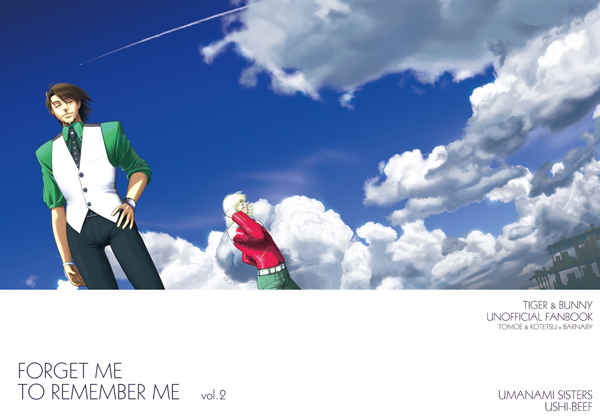 TIGER & BUNNY
UNOFFICIAL FANBOOK
TOMOE & KOTETSU x BARNABY
FORGET ME
TO REMEMBER ME vol.2
UMANAMI SISTERS
USHI-BEEF